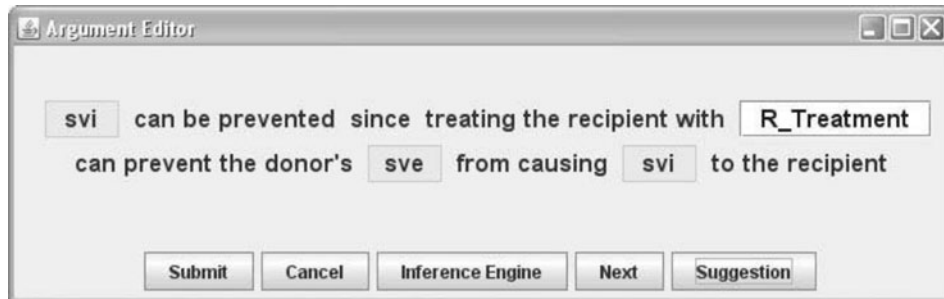 Argument Editor
svi can be prevented since treating the recipient with R_Treatment
can prevent the donor's sve from causing svi to the recipient
Submit Cancel Inference Engine Next Suggestion